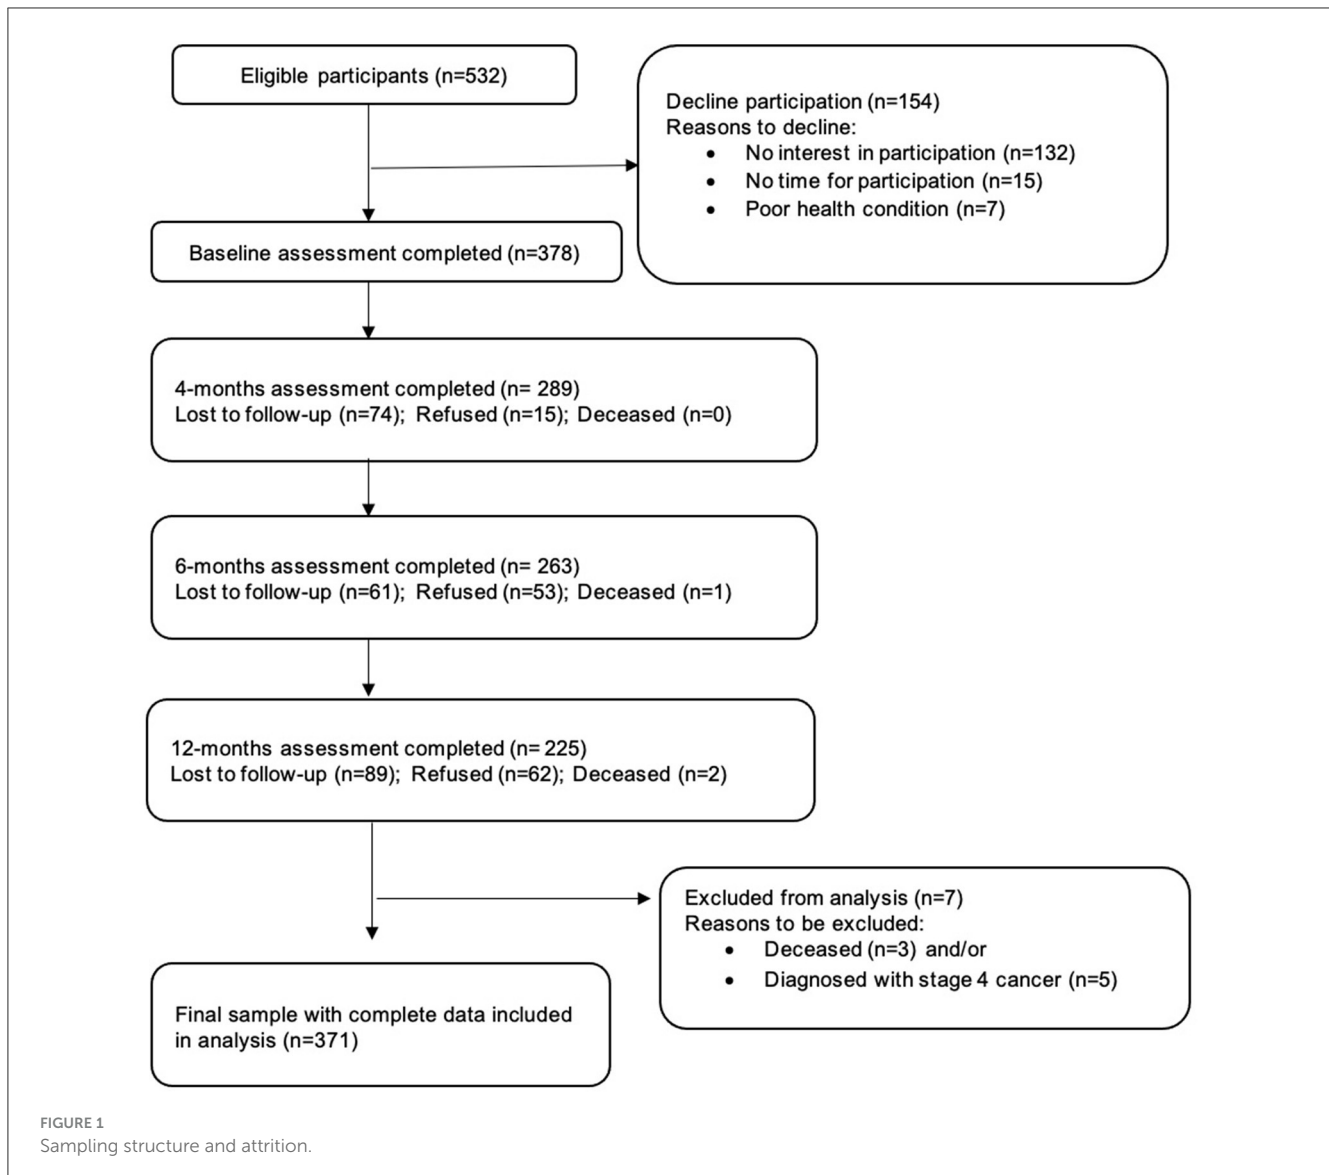 Eligible participants (n=532)
Decline participation (n=154)
Reasons to decline:
• No interest in participation (n=132)
• No time for participation (n=15)
• Poor health condition (n=7)
Baseline assessment completed (n=378)
4-months assessment completed (n= 289)
Lost to follow-up (n=74); Refused (n=15); Deceased (n=0)
6-months assessment completed (n= 263)
Lost to follow-up (n=61); Refused (n=53); Deceased (n=1)
12-months assessment completed (n= 225)
Lost to follow-up (n=89); Refused (n=62); Deceased (n=2)
Excluded from analysis (n=7)
Reasons to be excluded:
• Deceased (n=3) and/or
• Diagnosed with stage 4 cancer (n=5)
Final sample with complete data included
in analysis (n=371)
FIGURE 1
Sampling structure and attrition.